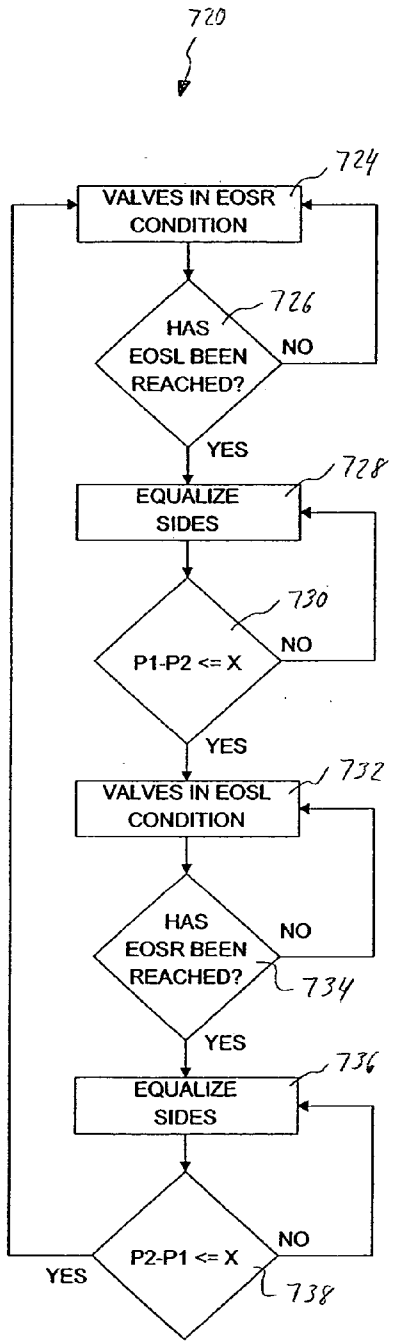 720
724
VALVES IN EOSR
CONDITION
726
HAS
EOSL BEEN
REACHED?
NO
YES
728
EQUALIZE
SIDES
730
P1-P2 <= X
NO
YES
732
VALVES IN EOSL
CONDITION
HAS
EOSR BEEN
REACHED?
NO
734
YES
736
EQUALIZE
SIDES
P2-P1 <= X
NO
YES
738